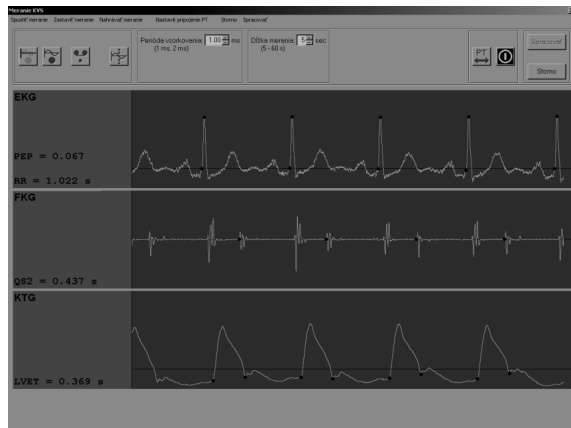 Meranie KVS
Spustiť meranie Zastaviť meranie Nahrávať meranie Nastaviť pripojenie PT Storno Spracovať
Perióda vzorkovania: 1.00 ms
(1 ms, 2 ms)
Dĺžka merania: 5 sec
(5 - 60 s)
PT
Spracovať
Storno
EKG
PEP = 0.067
RR = 1.022 s
FKG
QS2 = 0.437 s
KTG
LVET = 0.369 s